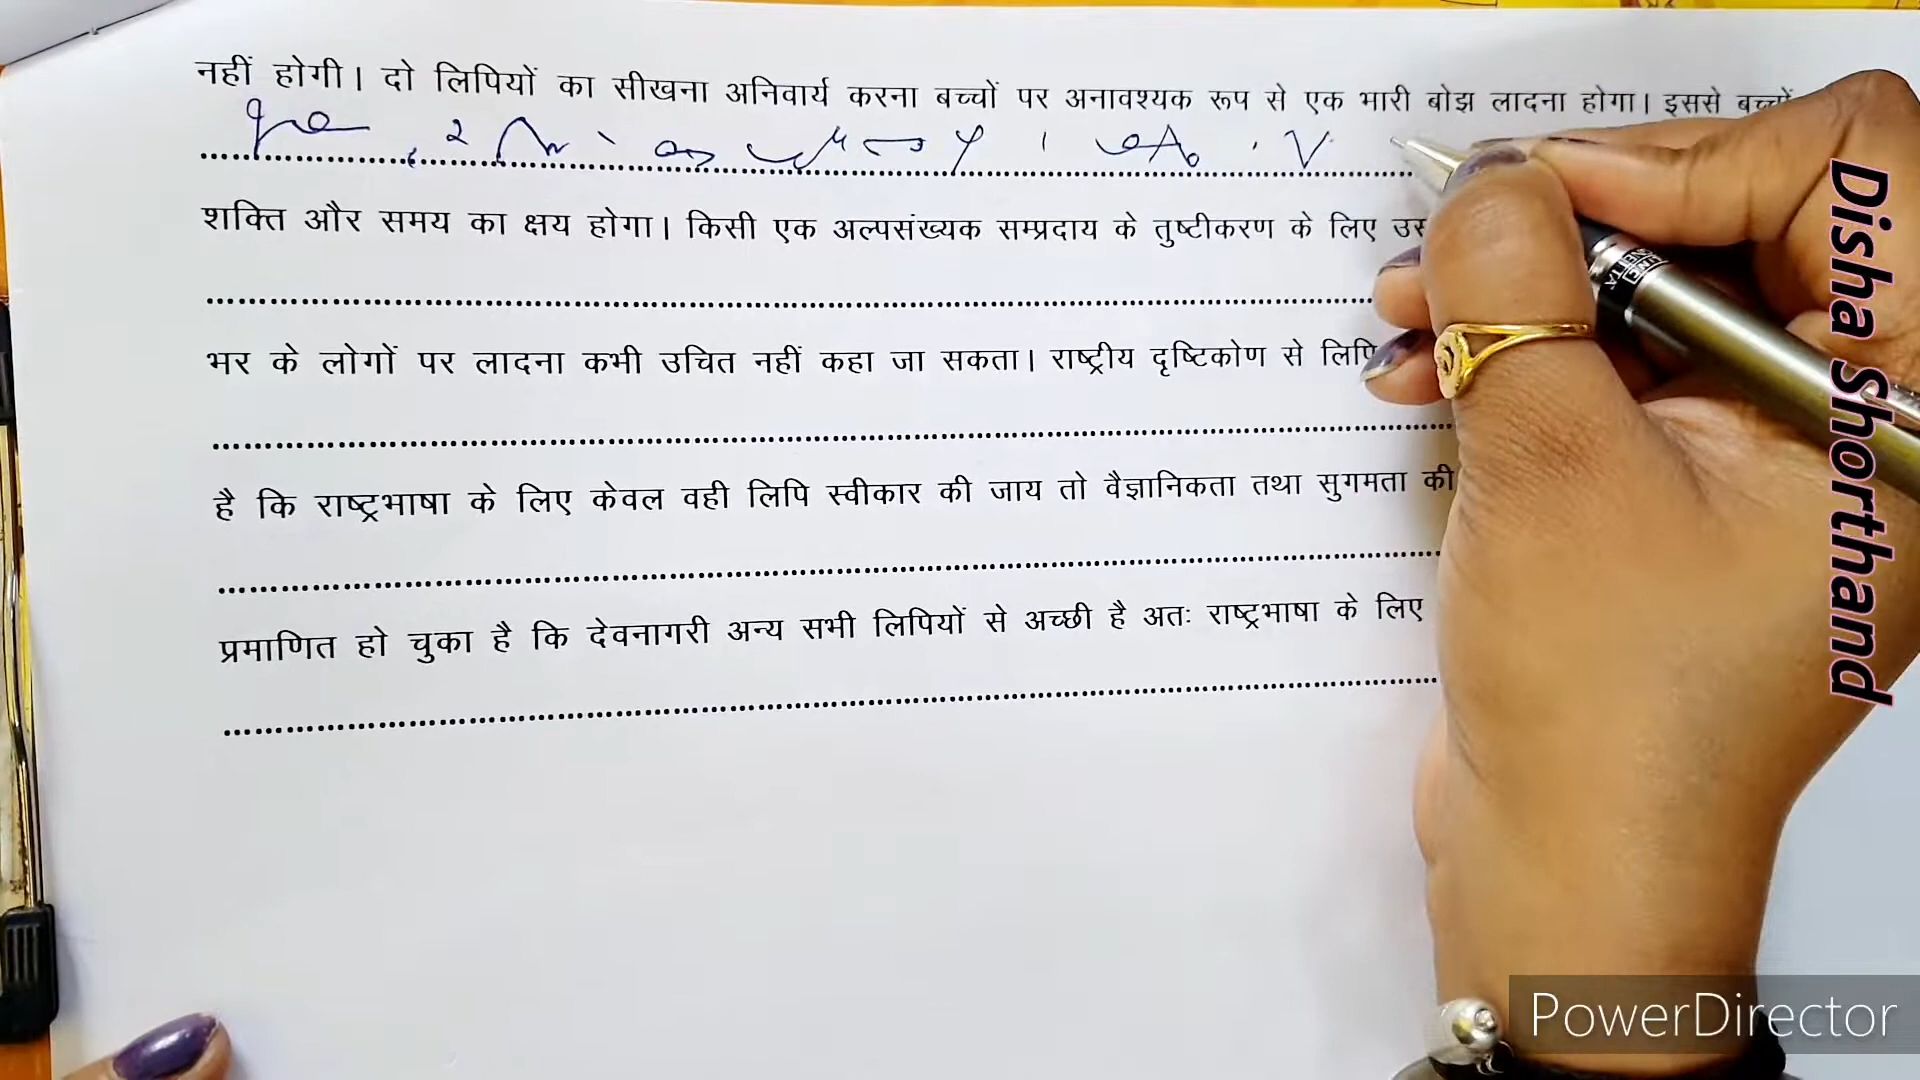 नहीं होगी। दो लिपियों का सीखना अनिवार्य करना बच्चों पर अनावश्यक रूप से एक भारी बोझ लादना होगा। इससे बच्चों
शक्ति और समय का क्षय होगा। किसी एक अल्पसंख्यक सम्प्रदाय के तुष्टीकरण के लिए
भर के लोगों पर लादना कभी उचित नहीं कहा जा सकता। राष्ट्रीय दृष्टिकोण से
है कि राष्ट्रभाषा के लिए केवल वही लिपि स्वीकार की जाय तो वैज्ञानिकता तथा सुगमता की
प्रमाणित हो चुका है कि देवनागरी अन्य सभी लिपियों से अच्छी है अतः राष्ट्रभाषा के लिए
Disha Shorthand
PowerDirector